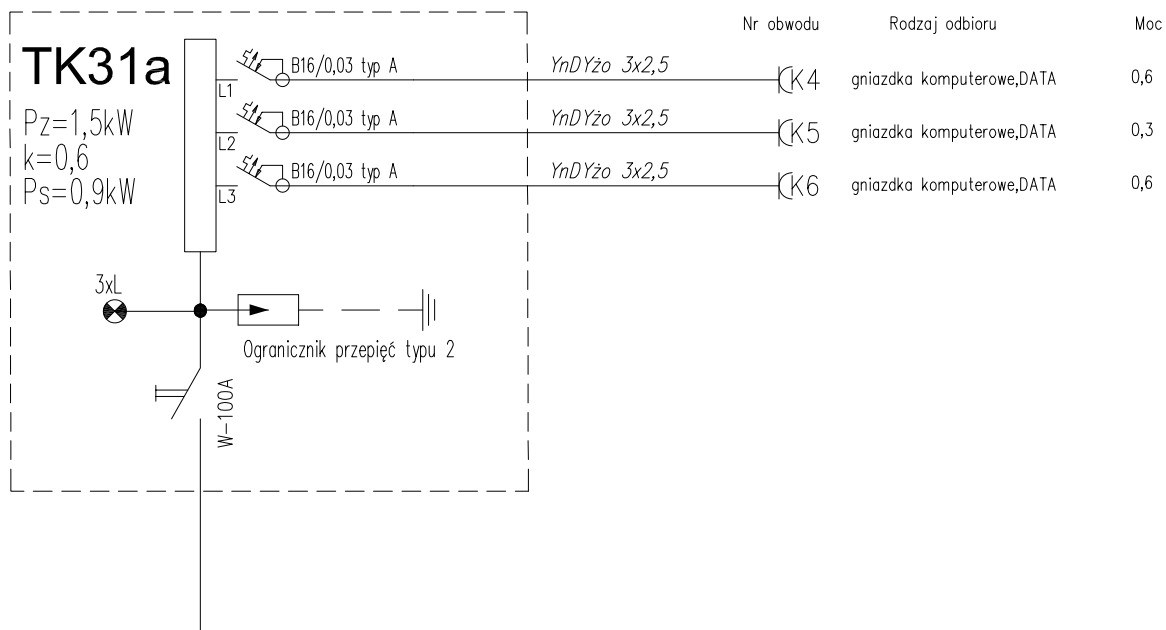 Nr obwodu Rodzaj odbioru Moc
TK31a
Pz=1,5kW
k=0,6
Ps=0,9kW
L1 B16/0,03 typ A YnDYżo 3x2,5 K4 gniazdka komputerowe,DATA 0,6
L2 B16/0,03 typ A YnDYżo 3x2,5 K5 gniazdka komputerowe,DATA 0,3
L3 B16/0,03 typ A YnDYżo 3x2,5 K6 gniazdka komputerowe,DATA 0,6
3xL
Ogranicznik przepięć typu 2
W-100A